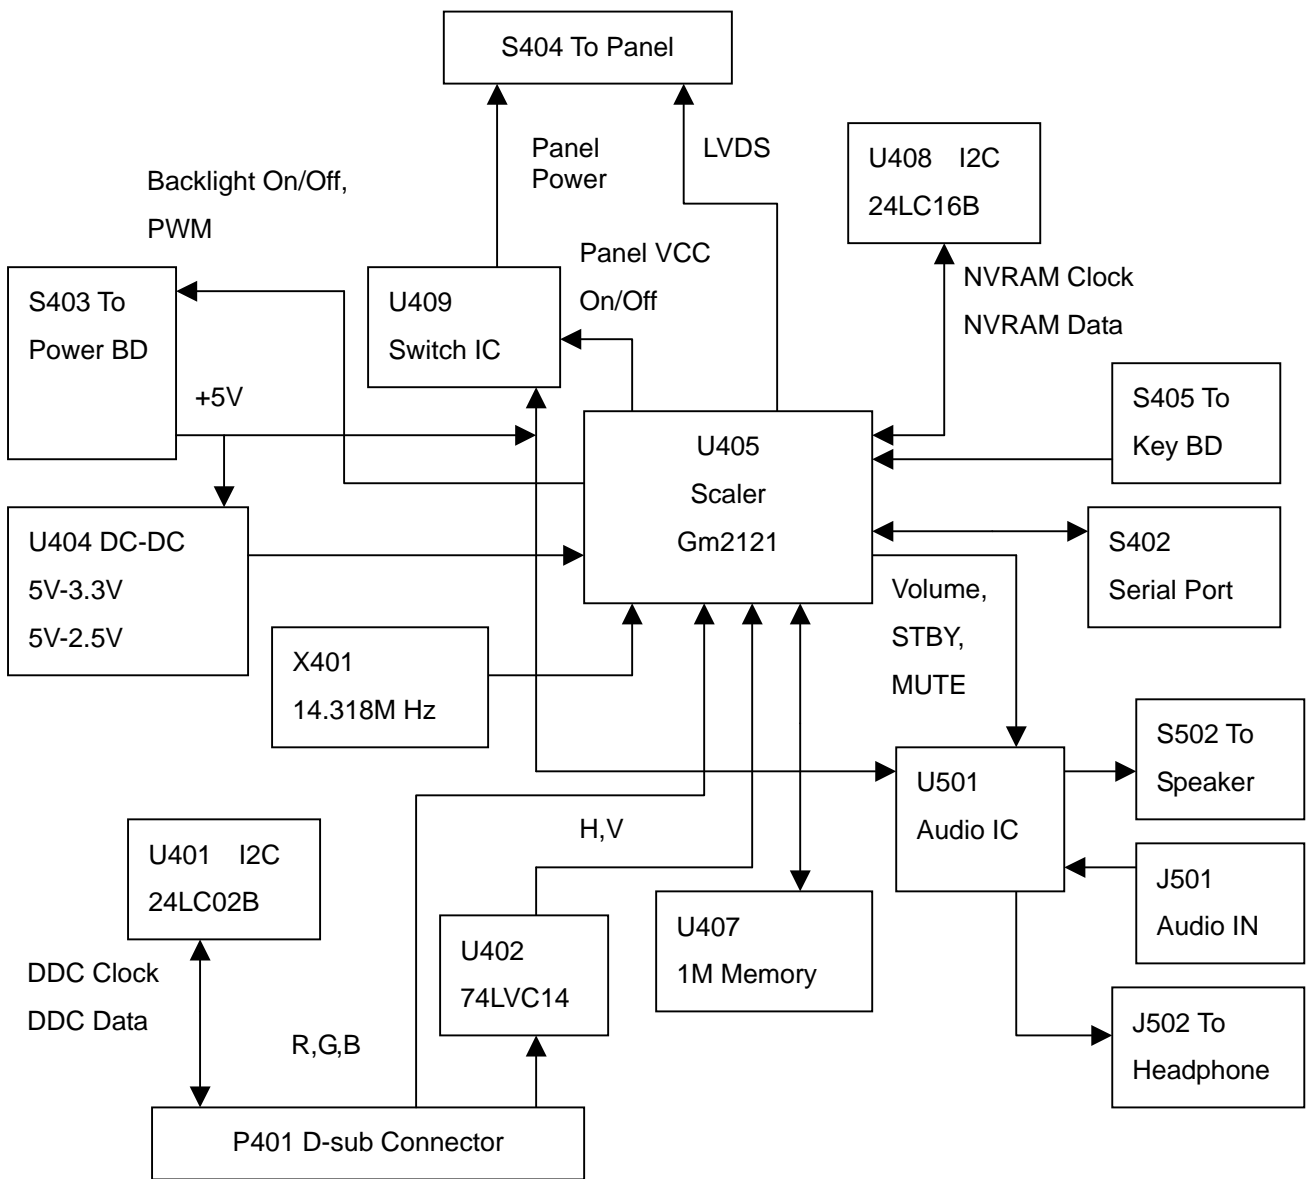 S404 To Panel
Panel
Power
LVDS
U408 I2C
24LC16B
Backlight On/Off,
PWM
Panel VCC
On/Off
NVRAM Clock
NVRAM Data
S403 To
Power BD
U409
Switch IC
+5V
S405 To
Key BD
U405
Scaler
Gm2121
U404 DC-DC
5V-3.3V
5V-2.5V
S402
Serial Port
Volume,
STBY,
MUTE
X401
14.318M Hz
S502 To
Speaker
U501
Audio IC
H,V
U401 I2C
24LC02B
J501
Audio IN
U402
74LVC14
U407
1M Memory
DDC Clock
DDC Data
R,G,B
J502 To
Headphone
P401 D-sub Connector